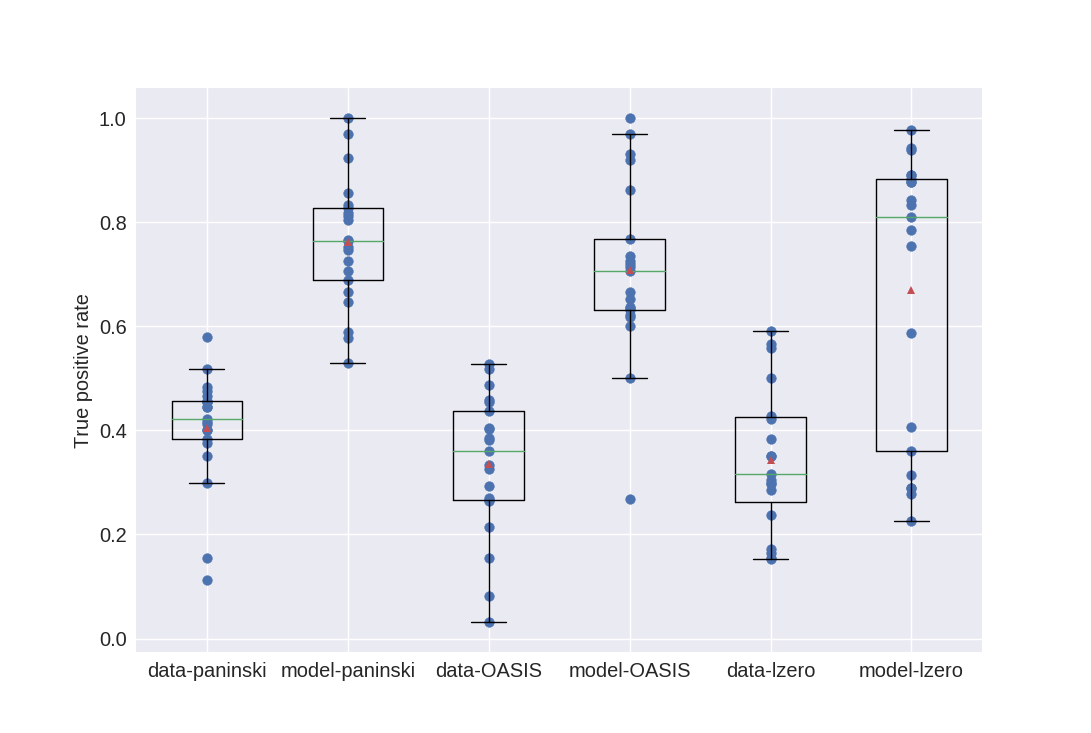 1.0
0.8
0.6
0.4
0.2
0.0
True positive rate
data-paninski
model-paninski
data-OASIS
model-OASIS
data-lzero
model-lzero